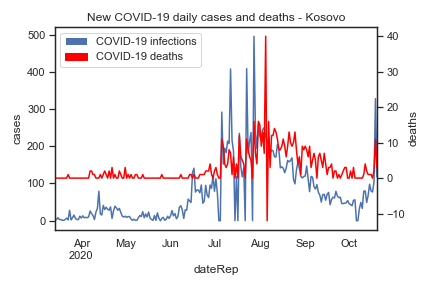 New COVID-19 daily cases and deaths - Kosovo
COVID-19 infections
COVID-19 deaths
500
400
300
200
100
0
cases
40
30
20
10
0
−10
deaths
Apr
2020
May
Jun
Jul
Aug
Sep
Oct
dateRep